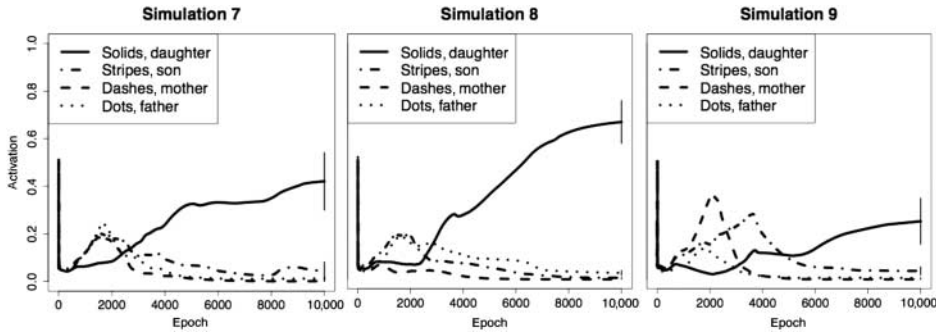 Simulation 7
Simulation 8
Simulation 9
Activation
1.0
0.8
0.6
0.4
0.2
0.0
Solids, daughter
Stripes, son
Dashes, mother
Dots, father
0 2000 4000 6000 8000 10,000
Epoch
Solids, daughter
Stripes, son
Dashes, mother
Dots, father
0 2000 4000 6000 8000 10,000
Epoch
Solids, daughter
Stripes, son
Dashes, mother
Dots, father
0 2000 4000 6000 8000 10,000
Epoch